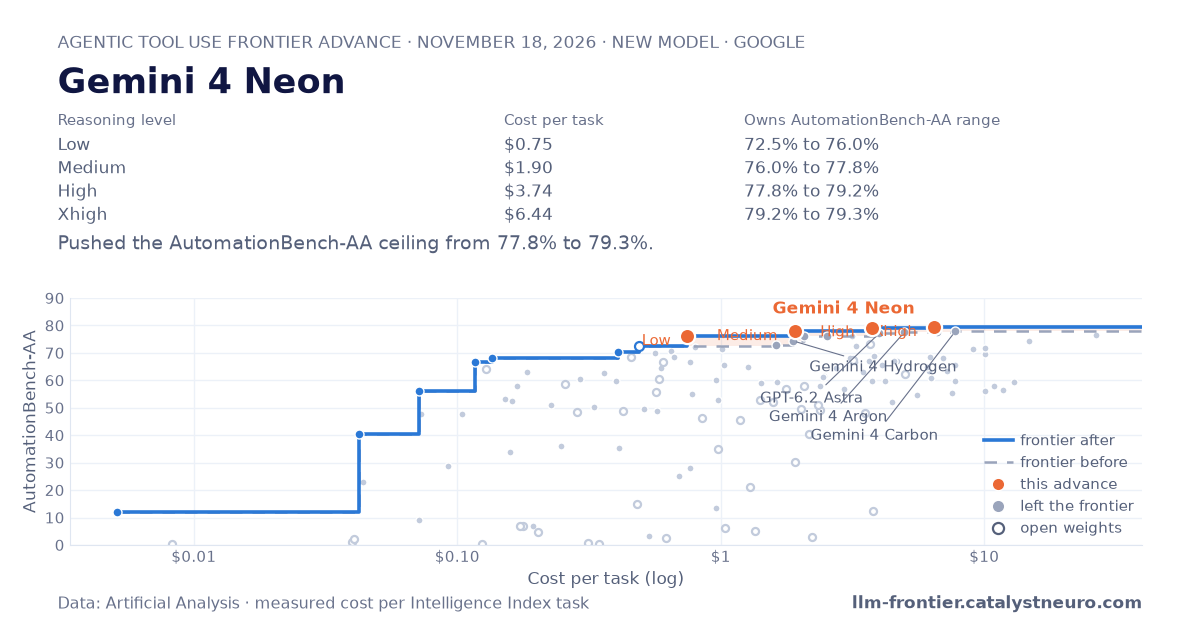 AGENTIC TOOL USE FRONTIER ADVANCE · NOVEMBER 18, 2026 · NEW MODEL · GOOGLE
Gemini 4 Neon
Reasoning level Cost per task Owns AutomationBench-AA range
Low $0.75 72.5% to 76.0%
Medium $1.90 76.0% to 77.8%
High $3.74 77.8% to 79.2%
Xhigh $6.44 79.2% to 79.3%
Pushed the AutomationBench-AA ceiling from 77.8% to 79.3%.
AutomationBench-AA
90
80
70
60
50
40
30
20
10
0
Gemini 4 Neon
Low
Medium
High
Xhigh
Gemini 4 Hydrogen
GPT-6.2 Astra
Gemini 4 Argon
Gemini 4 Carbon
frontier after
frontier before
this advance
left the frontier
open weights
$0.01 $0.10 $1 $10
Cost per task (log)
Data: Artificial Analysis · measured cost per Intelligence Index task
llm-frontier.catalystneuro.com